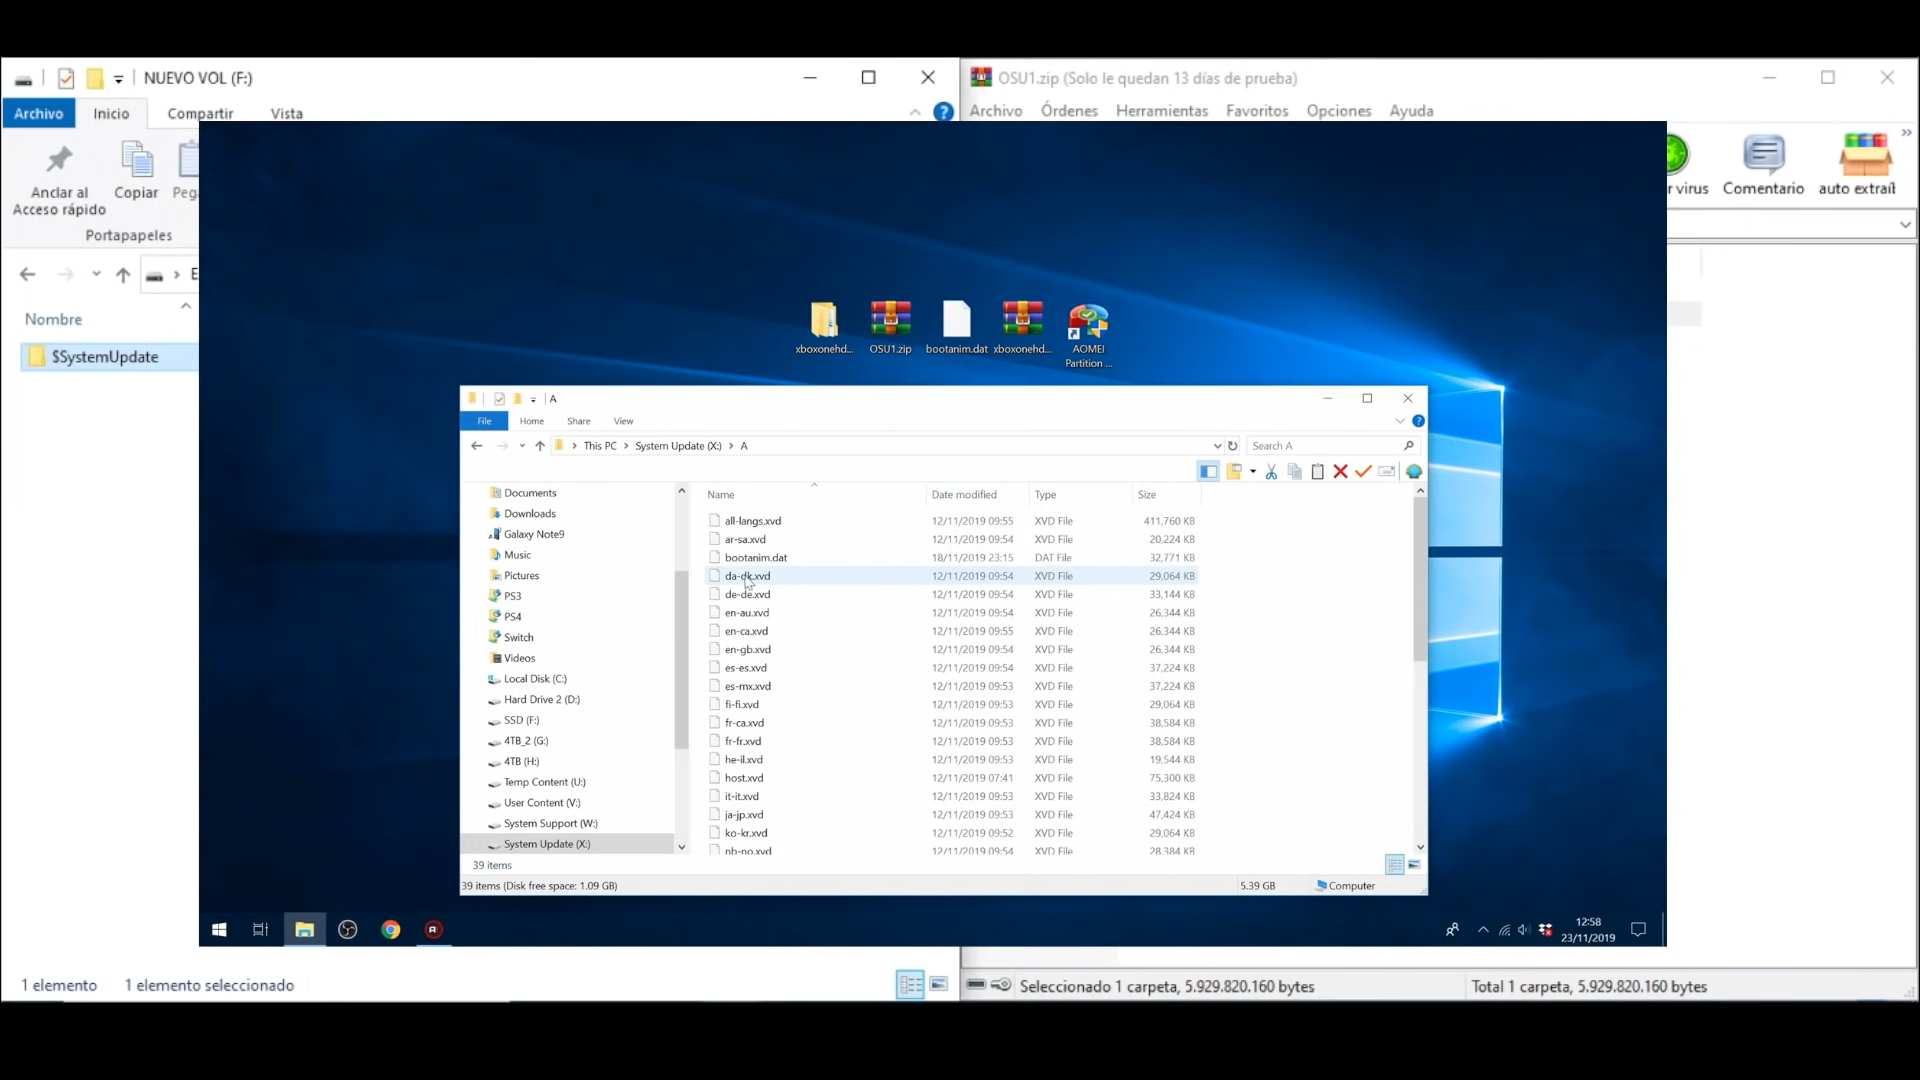 NUEVO VOL (F:)
Archivo Inicio Compartir Vista
Anclar al
Acceso rápido
Copiar
Portapapeles
Nombre
$SystemUpdate
1 elemento 1 elemento seleccionado
OSU1.zip (Solo le quedan 13 días de prueba)
Archivo Órdenes Herramientas Favoritos Opciones Ayuda
virus Comentario auto extraíl
Seleccionado 1 carpeta, 5.929.820.160 bytes
Total 1 carpeta, 5.929.820.160 bytes
xboxonehd... OSU1.zip bootanim.dat xboxonehd... AOMEI
Partition ...
A
File Home Share View
This PC > System Update (X:) > A
Search A
Documents
Downloads
Galaxy Note9
Music
Pictures
PS3
PS4
Switch
Videos
Local Disk (C:)
Hard Drive 2 (D:)
SSD (F:)
4TB_2 (G:)
4TB (H:)
Temp Content (U:)
User Content (V:)
System Support (W:)
System Update (X:)
Name Date modified Type Size
all-langs.xvd 12/11/2019 09:55 XVD File 411,760 KB
ar-sa.xvd 12/11/2019 09:54 XVD File 20,224 KB
bootanim.dat 18/11/2019 23:15 DAT File 32,771 KB
da-dk.xvd 12/11/2019 09:54 XVD File 29,064 KB
de-de.xvd 12/11/2019 09:54 XVD File 33,144 KB
en-au.xvd 12/11/2019 09:54 XVD File 26,344 KB
en-ca.xvd 12/11/2019 09:55 XVD File 26,344 KB
en-gb.xvd 12/11/2019 09:54 XVD File 26,344 KB
es-es.xvd 12/11/2019 09:54 XVD File 37,224 KB
es-mx.xvd 12/11/2019 09:53 XVD File 37,224 KB
fi-fi.xvd 12/11/2019 09:53 XVD File 29,064 KB
fr-ca.xvd 12/11/2019 09:53 XVD File 38,584 KB
fr-fr.xvd 12/11/2019 09:53 XVD File 38,584 KB
he-il.xvd 12/11/2019 09:53 XVD File 19,544 KB
host.xvd 12/11/2019 07:41 XVD File 75,300 KB
it-it.xvd 12/11/2019 09:53 XVD File 33,824 KB
ja-jp.xvd 12/11/2019 09:53 XVD File 47,424 KB
ko-kr.xvd 12/11/2019 09:52 XVD File 29,064 KB
nb-no.xvd 12/11/2019 09:54 XVD File 28,384 KB
39 items
39 items (Disk free space: 1.09 GB) 5.39 GB Computer
12:58
23/11/2019